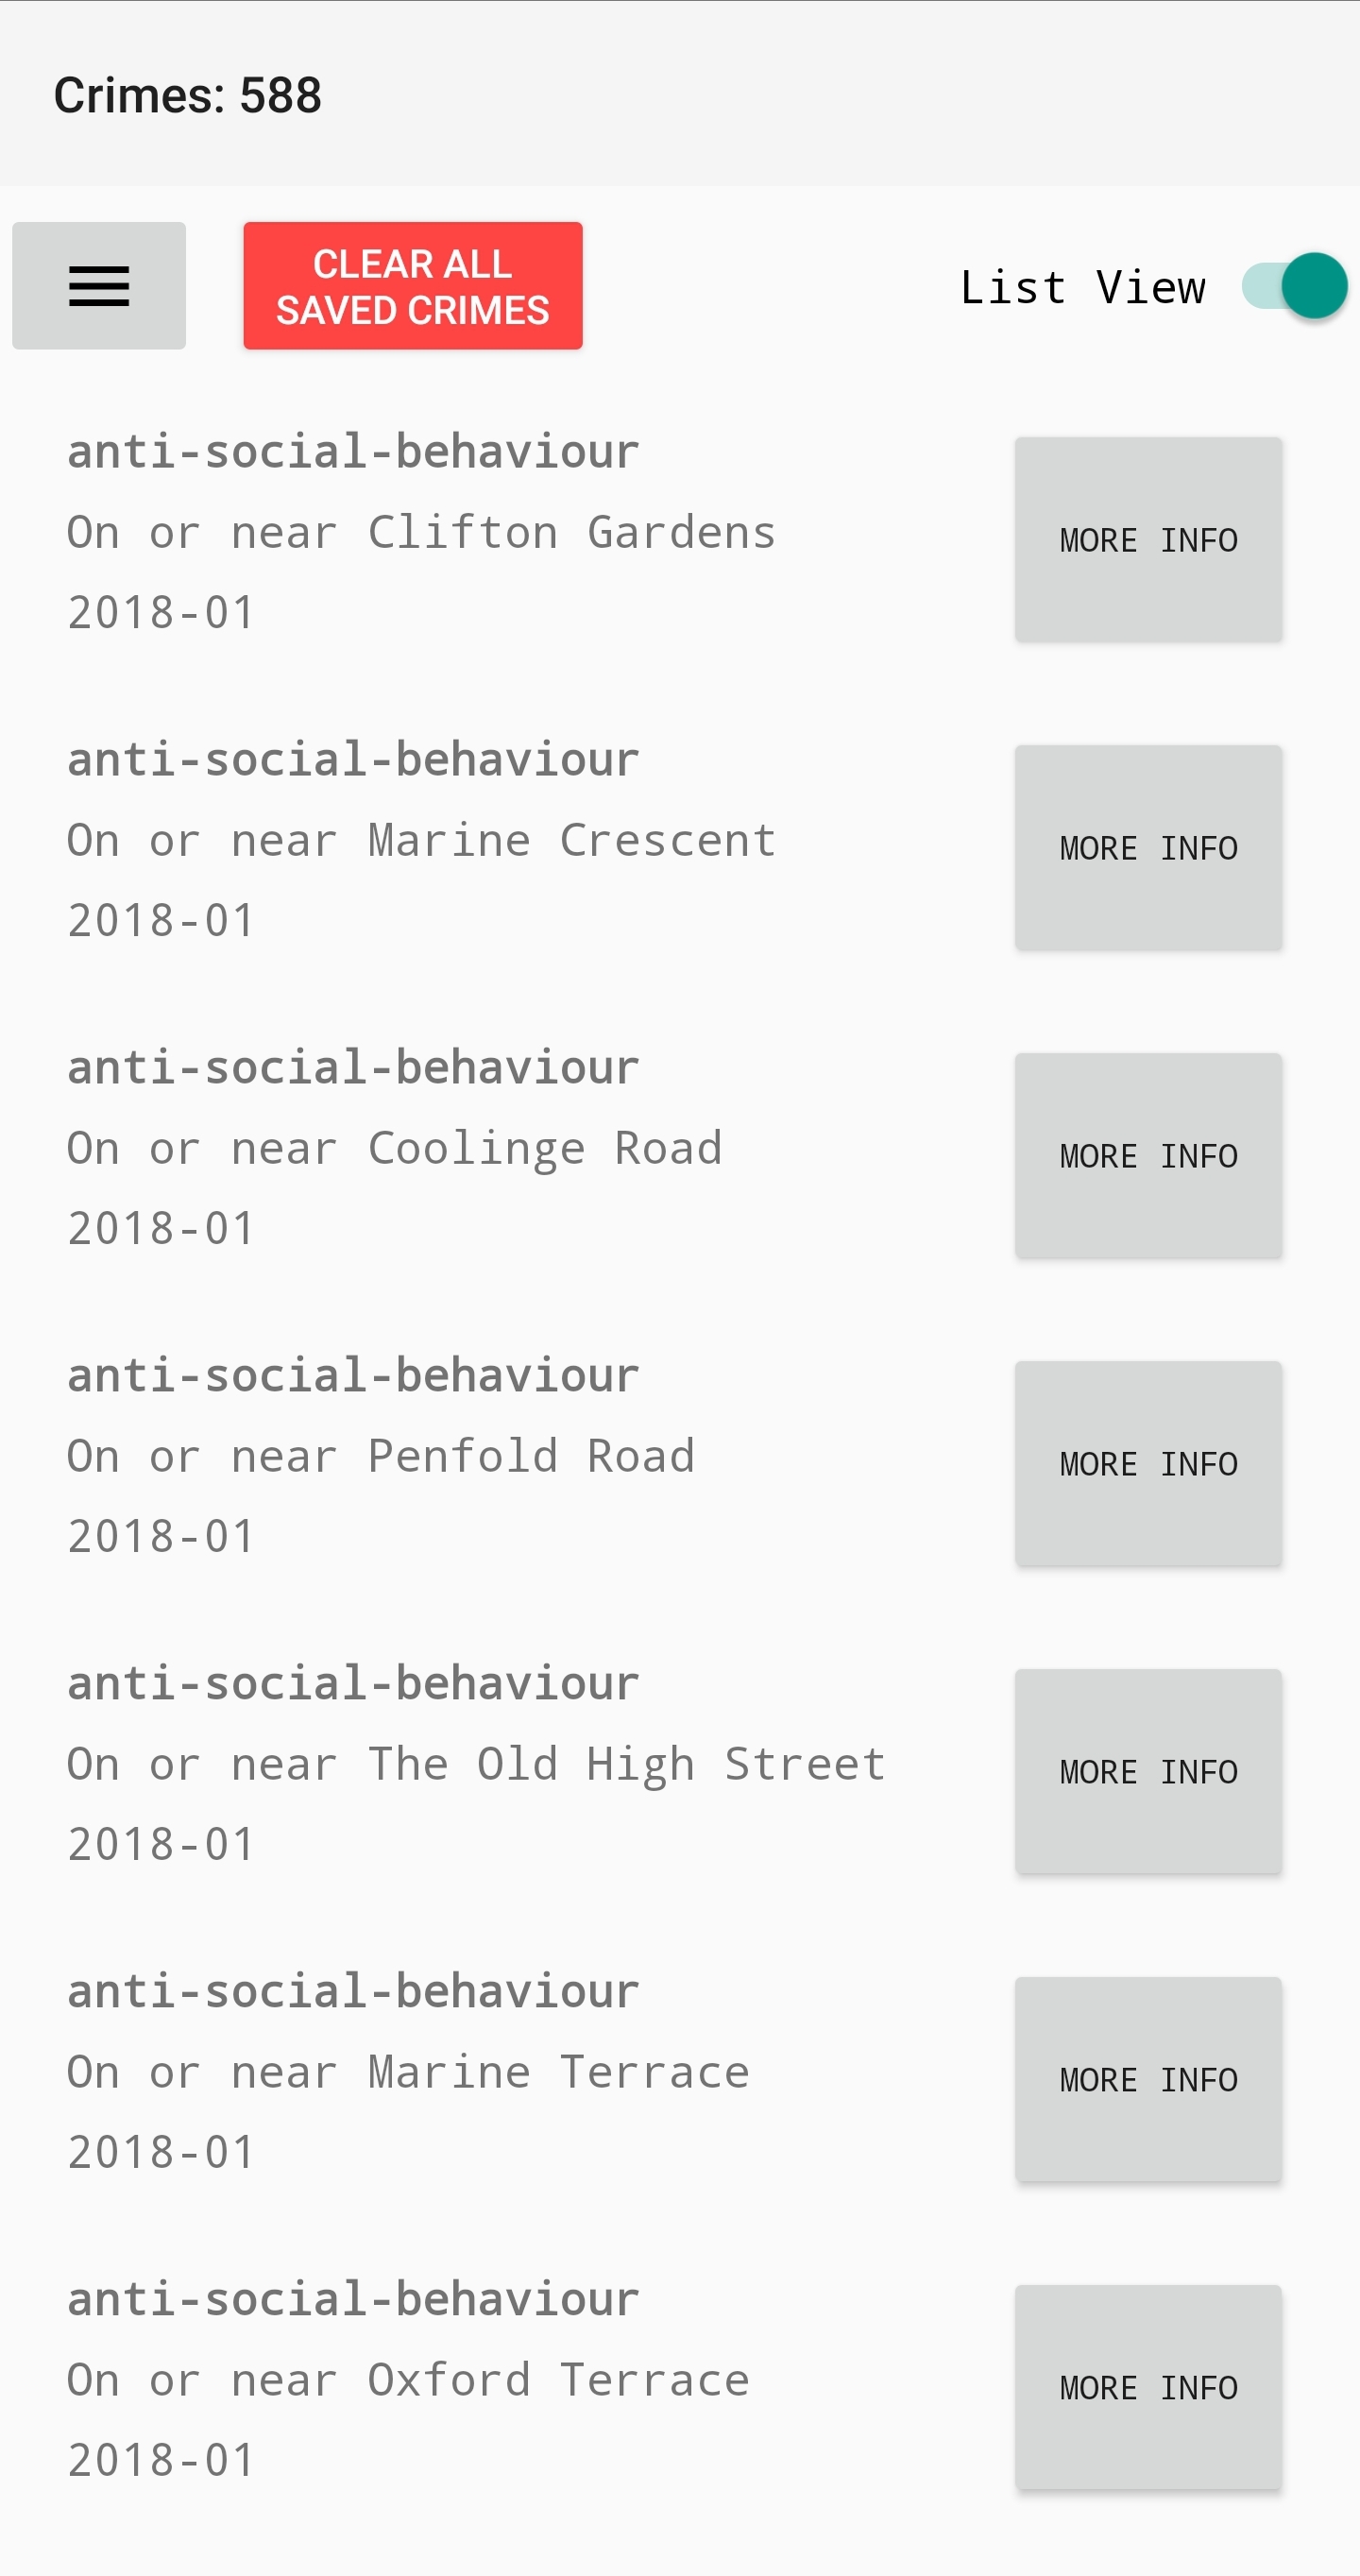 Crimes: 588
CLEAR ALL
SAVED CRIMES
List View
anti-social-behaviour
On or near Clifton Gardens
2018-01
MORE INFO
anti-social-behaviour
On or near Marine Crescent
2018-01
MORE INFO
anti-social-behaviour
On or near Coolinge Road
2018-01
MORE INFO
anti-social-behaviour
On or near Penfold Road
2018-01
MORE INFO
anti-social-behaviour
On or near The Old High Street
2018-01
MORE INFO
anti-social-behaviour
On or near Marine Terrace
2018-01
MORE INFO
anti-social-behaviour
On or near Oxford Terrace
2018-01
MORE INFO